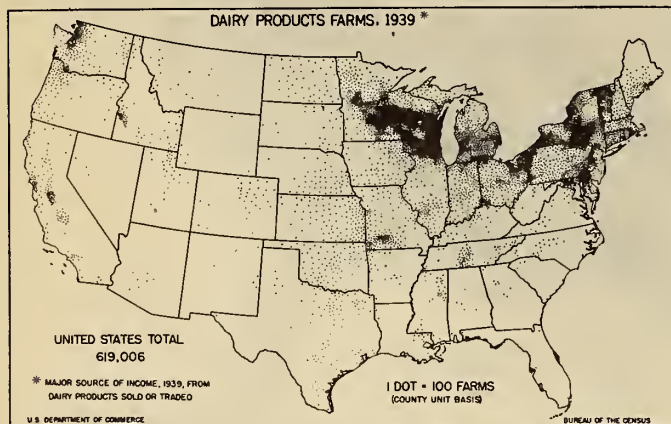 DAIRY PRODUCTS FARMS, 1939 *
UNITED STATES TOTAL
619,006
* MAJOR SOURCE OF INCOME, 1939, FROM
DAIRY PRODUCTS SOLD OR TRADED
1 DOT = 100 FARMS
(COUNTY UNIT BASIS)
U S DEPARTMENT OF COMMERCE
BUREAU OF THE CENSUS